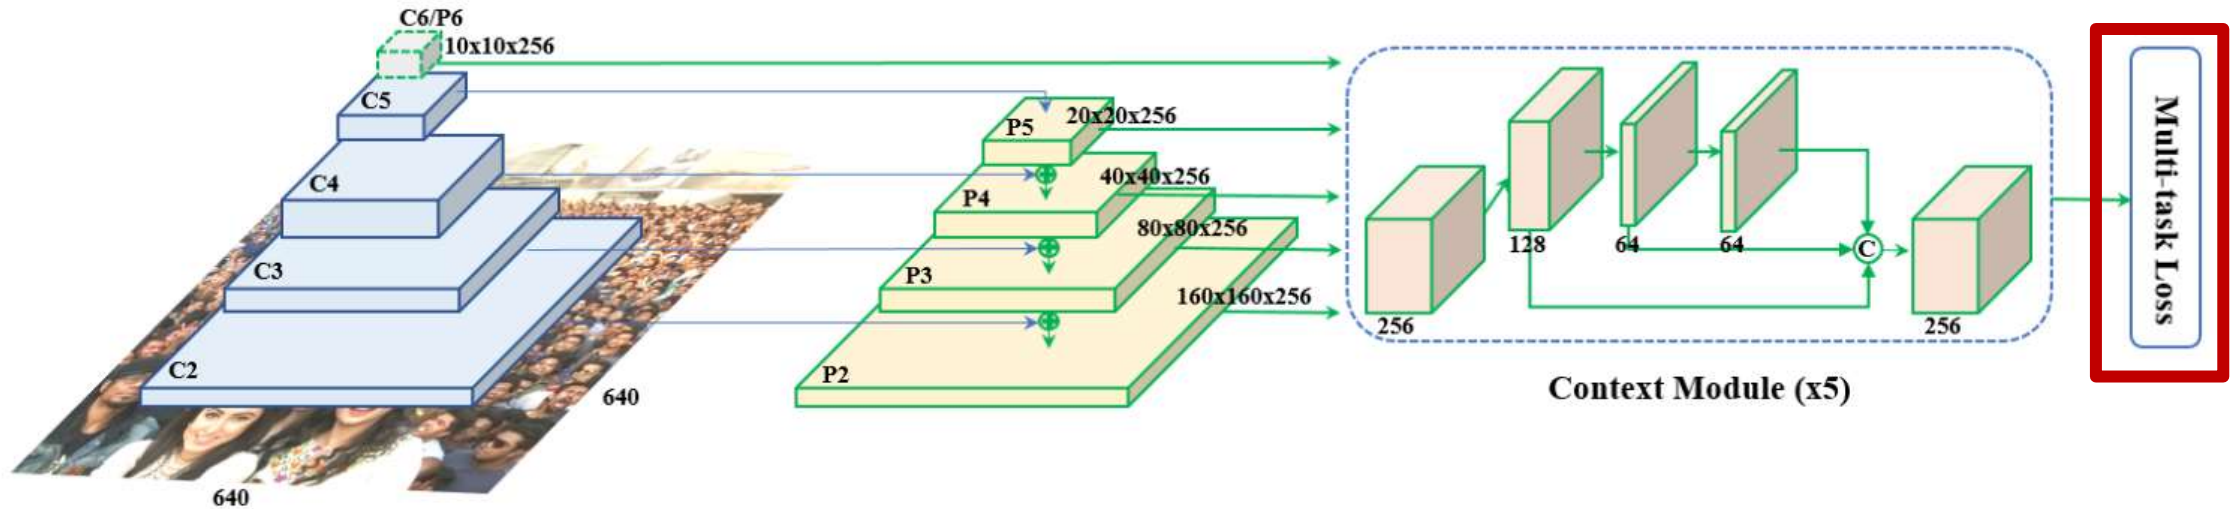 C6/P6
10x10x256
C5
P5
20x20x256
C4
P4
40x40x256
C3
P3
80x80x256
C2
P2
160x160x256
640
640
128
64
64
C
256
256
Context Module (x5)
Multi-task Loss